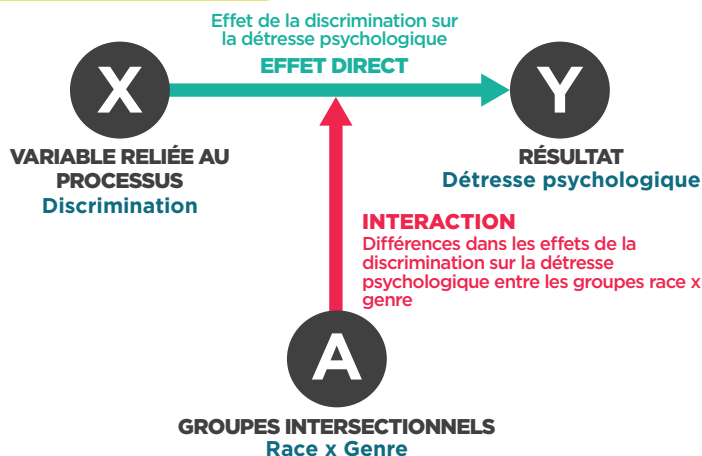 Effet de la discrimination sur
la détresse psychologique
EFFET DIRECT
X
Y
VARIABLE RELIÉE AU
PROCESSUS
Discrimination
RÉSULTAT
Détresse psychologique
INTERACTION
Différences dans les effets de la
discrimination sur la détresse
psychologique entre les groupes race x
genre
A
GROUPES INTERSECTIONNELS
Race x Genre